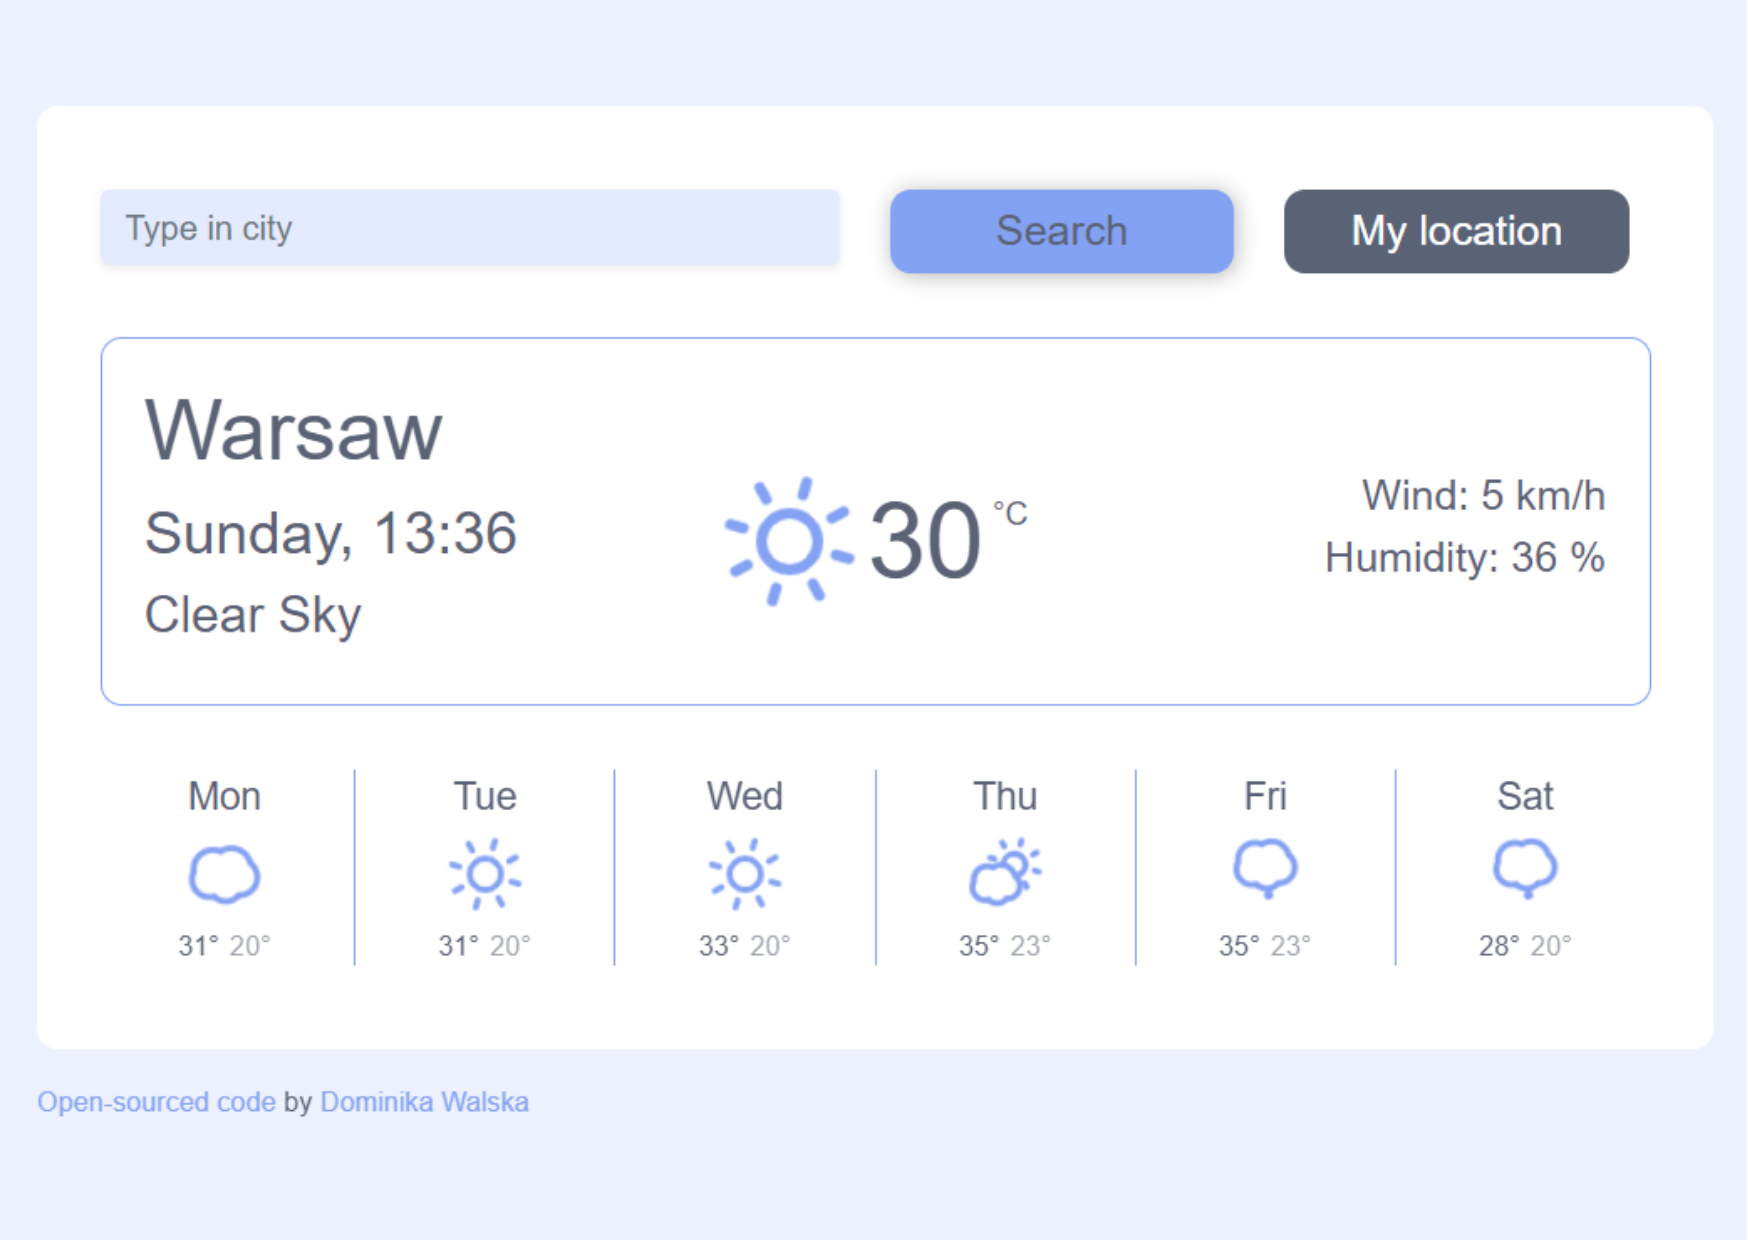 Type in city
Search
My location
Warsaw
Sunday, 13:36
Clear Sky
30 °C
Wind: 5 km/h
Humidity: 36 %
Mon Tue Wed Thu Fri Sat
31° 20° 31° 20° 33° 20° 35° 23° 35° 23° 28° 20°
Open-sourced code by Dominika Walska